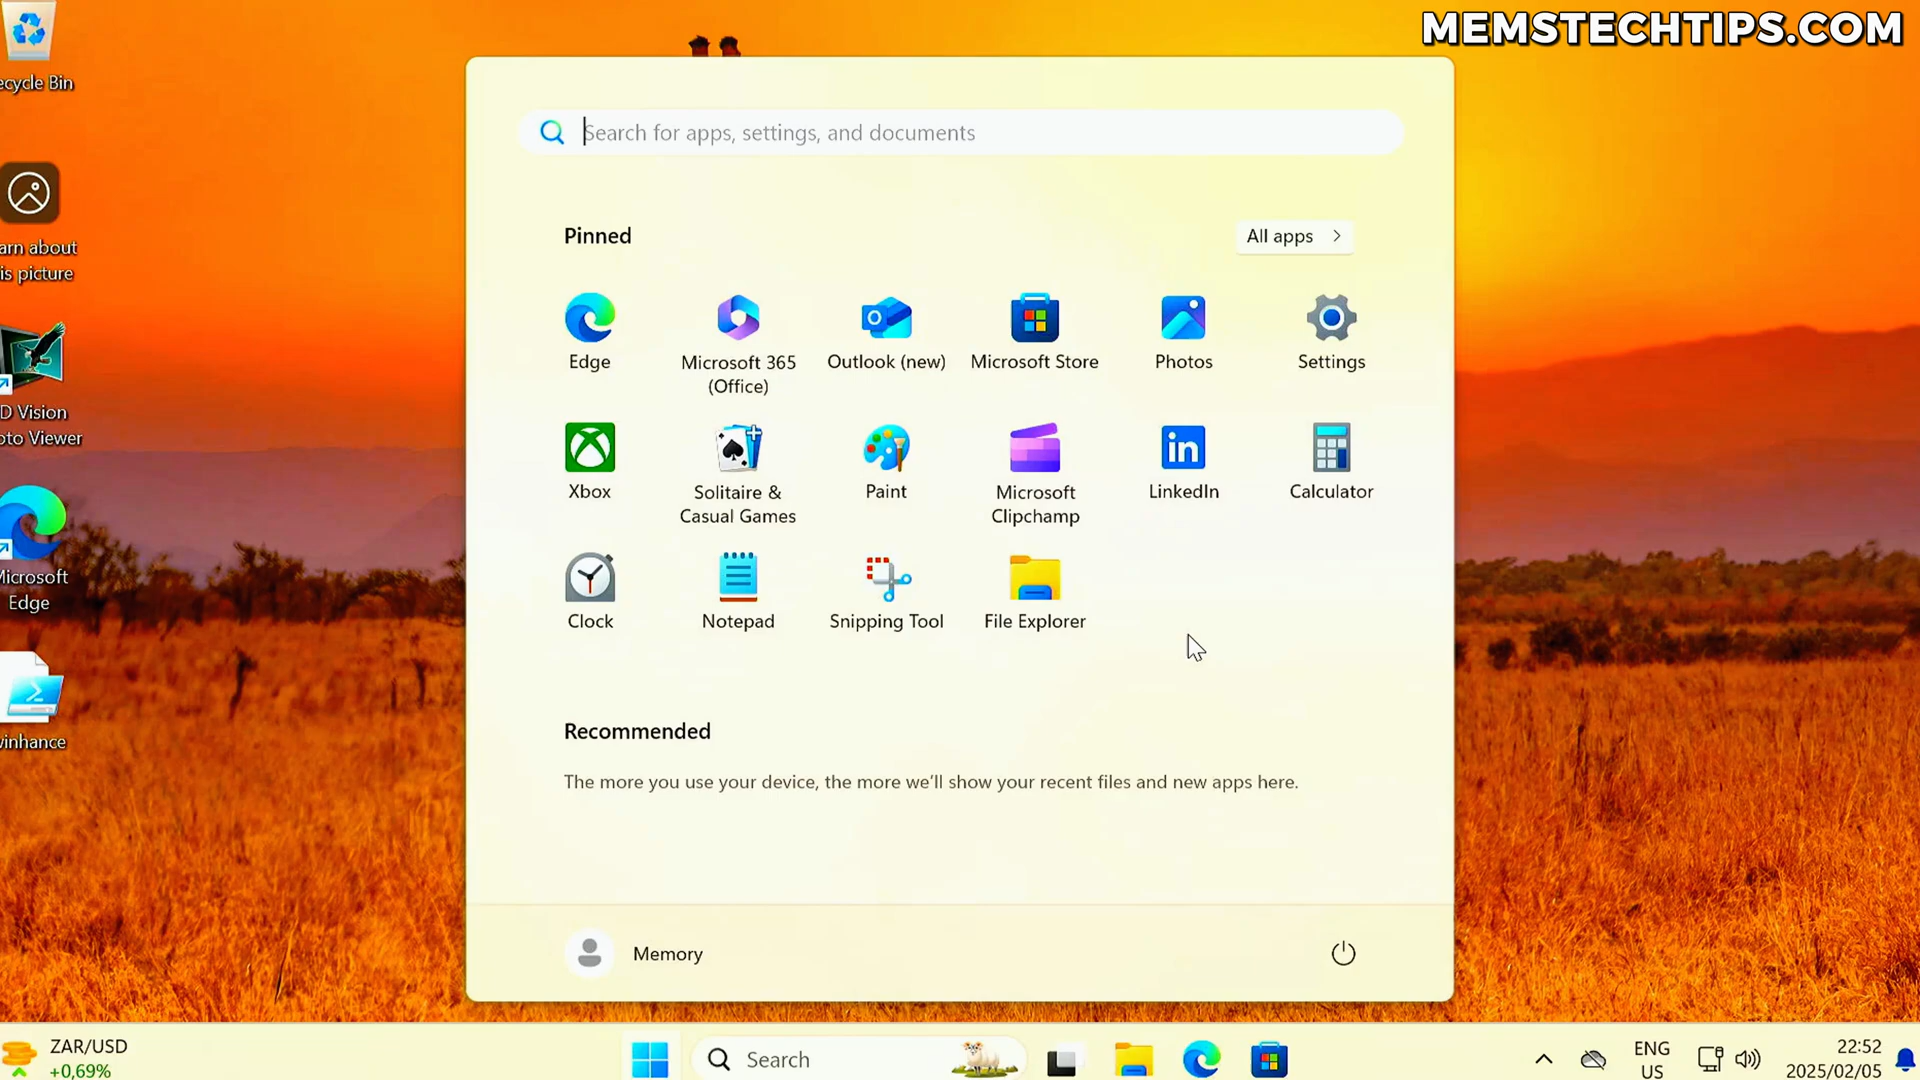 MEMSTECHTIPS.COM
ecycle Bin
arn about
is picture
D Vision
oto Viewer
Microsoft
Edge
winhance
Search for apps, settings, and documents
Pinned
All apps
Edge
Microsoft 365
(Office)
Outlook (new)
Microsoft Store
Photos
Settings
Xbox
Solitaire &
Casual Games
Paint
Microsoft
Clipchamp
LinkedIn
Calculator
Clock
Notepad
Snipping Tool
File Explorer
Recommended
The more you use your device, the more we'll show your recent files and new apps here.
Memory
ZAR/USD
+0,69%
Search
ENG
US
22:52
2025/02/05